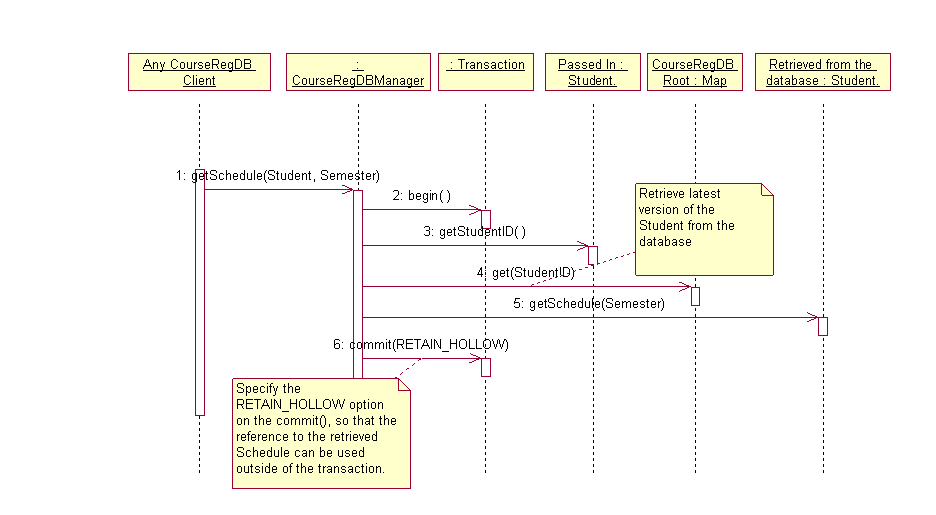 Any CourseRegDB
Client
:
CourseRegDBManager
: Transaction
Passed In :
Student.
CourseRegDB
Root : Map
Retrieved from the
database : Student.
1: getSchedule(Student, Semester)
2: begin( )
3: getStudentID( )
Retrieve latest
version of the
Student from the
database
4: get(StudentID)
5: getSchedule(Semester)
6: commit(RETAIN_HOLLOW)
Specify the
RETAIN_HOLLOW option
on the commit(), so that the
reference to the retrieved
Schedule can be used
outside of the transaction.